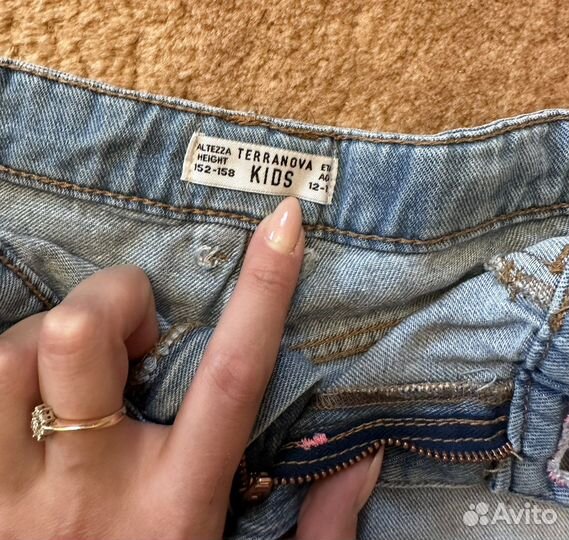 ALTEZZA
HEIGHT
152-158
TERRANOVA
KIDS
Avito